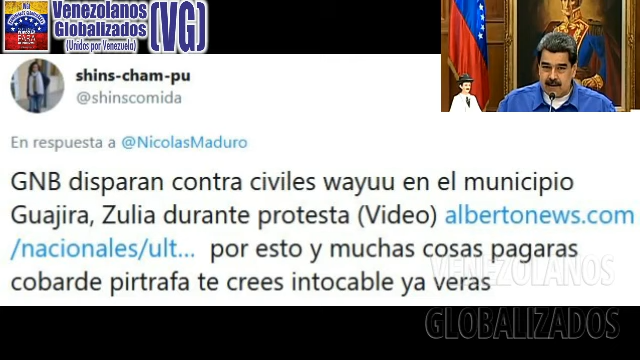 Venezolanos
Globalizados
(Unidos por Venezuela)
(VG)
shins-cham-pu
@shinscomida
En respuesta a @NicolasMaduro
GNB disparan contra civiles wayuu en el municipio
Guajira, Zulia durante protesta (Video) albertonews.com
/nacionales/ult... por esto y muchas cosas pagaras
cobarde pirtrafa te crees intocable ya veras
VENEZOLANOS
GLOBALIZADOS